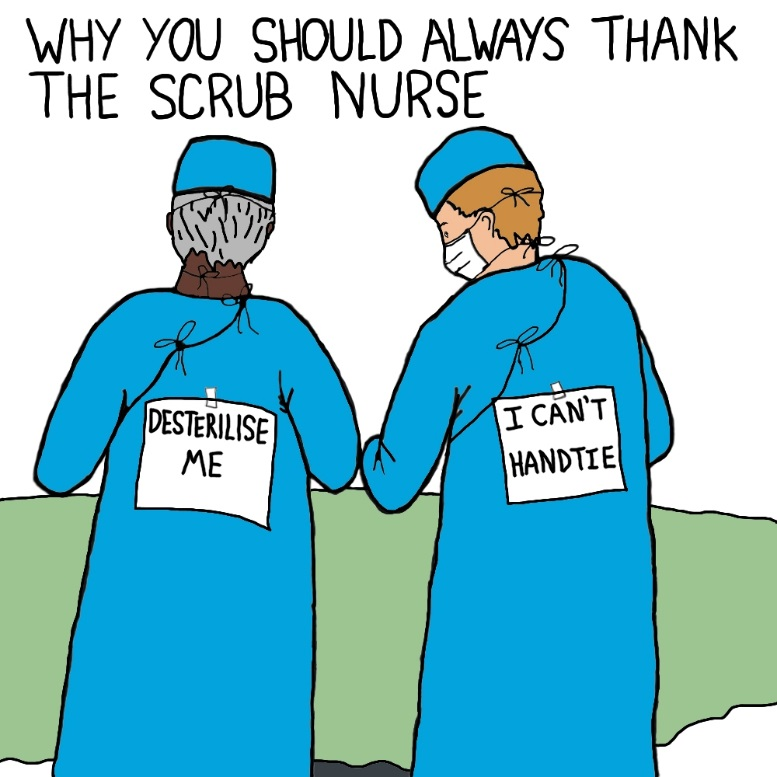 WHY YOU SHOULD ALWAYS THANK
THE SCRUB NURSE
DESTERILISE
ME
I CAN'T
HANDTIE